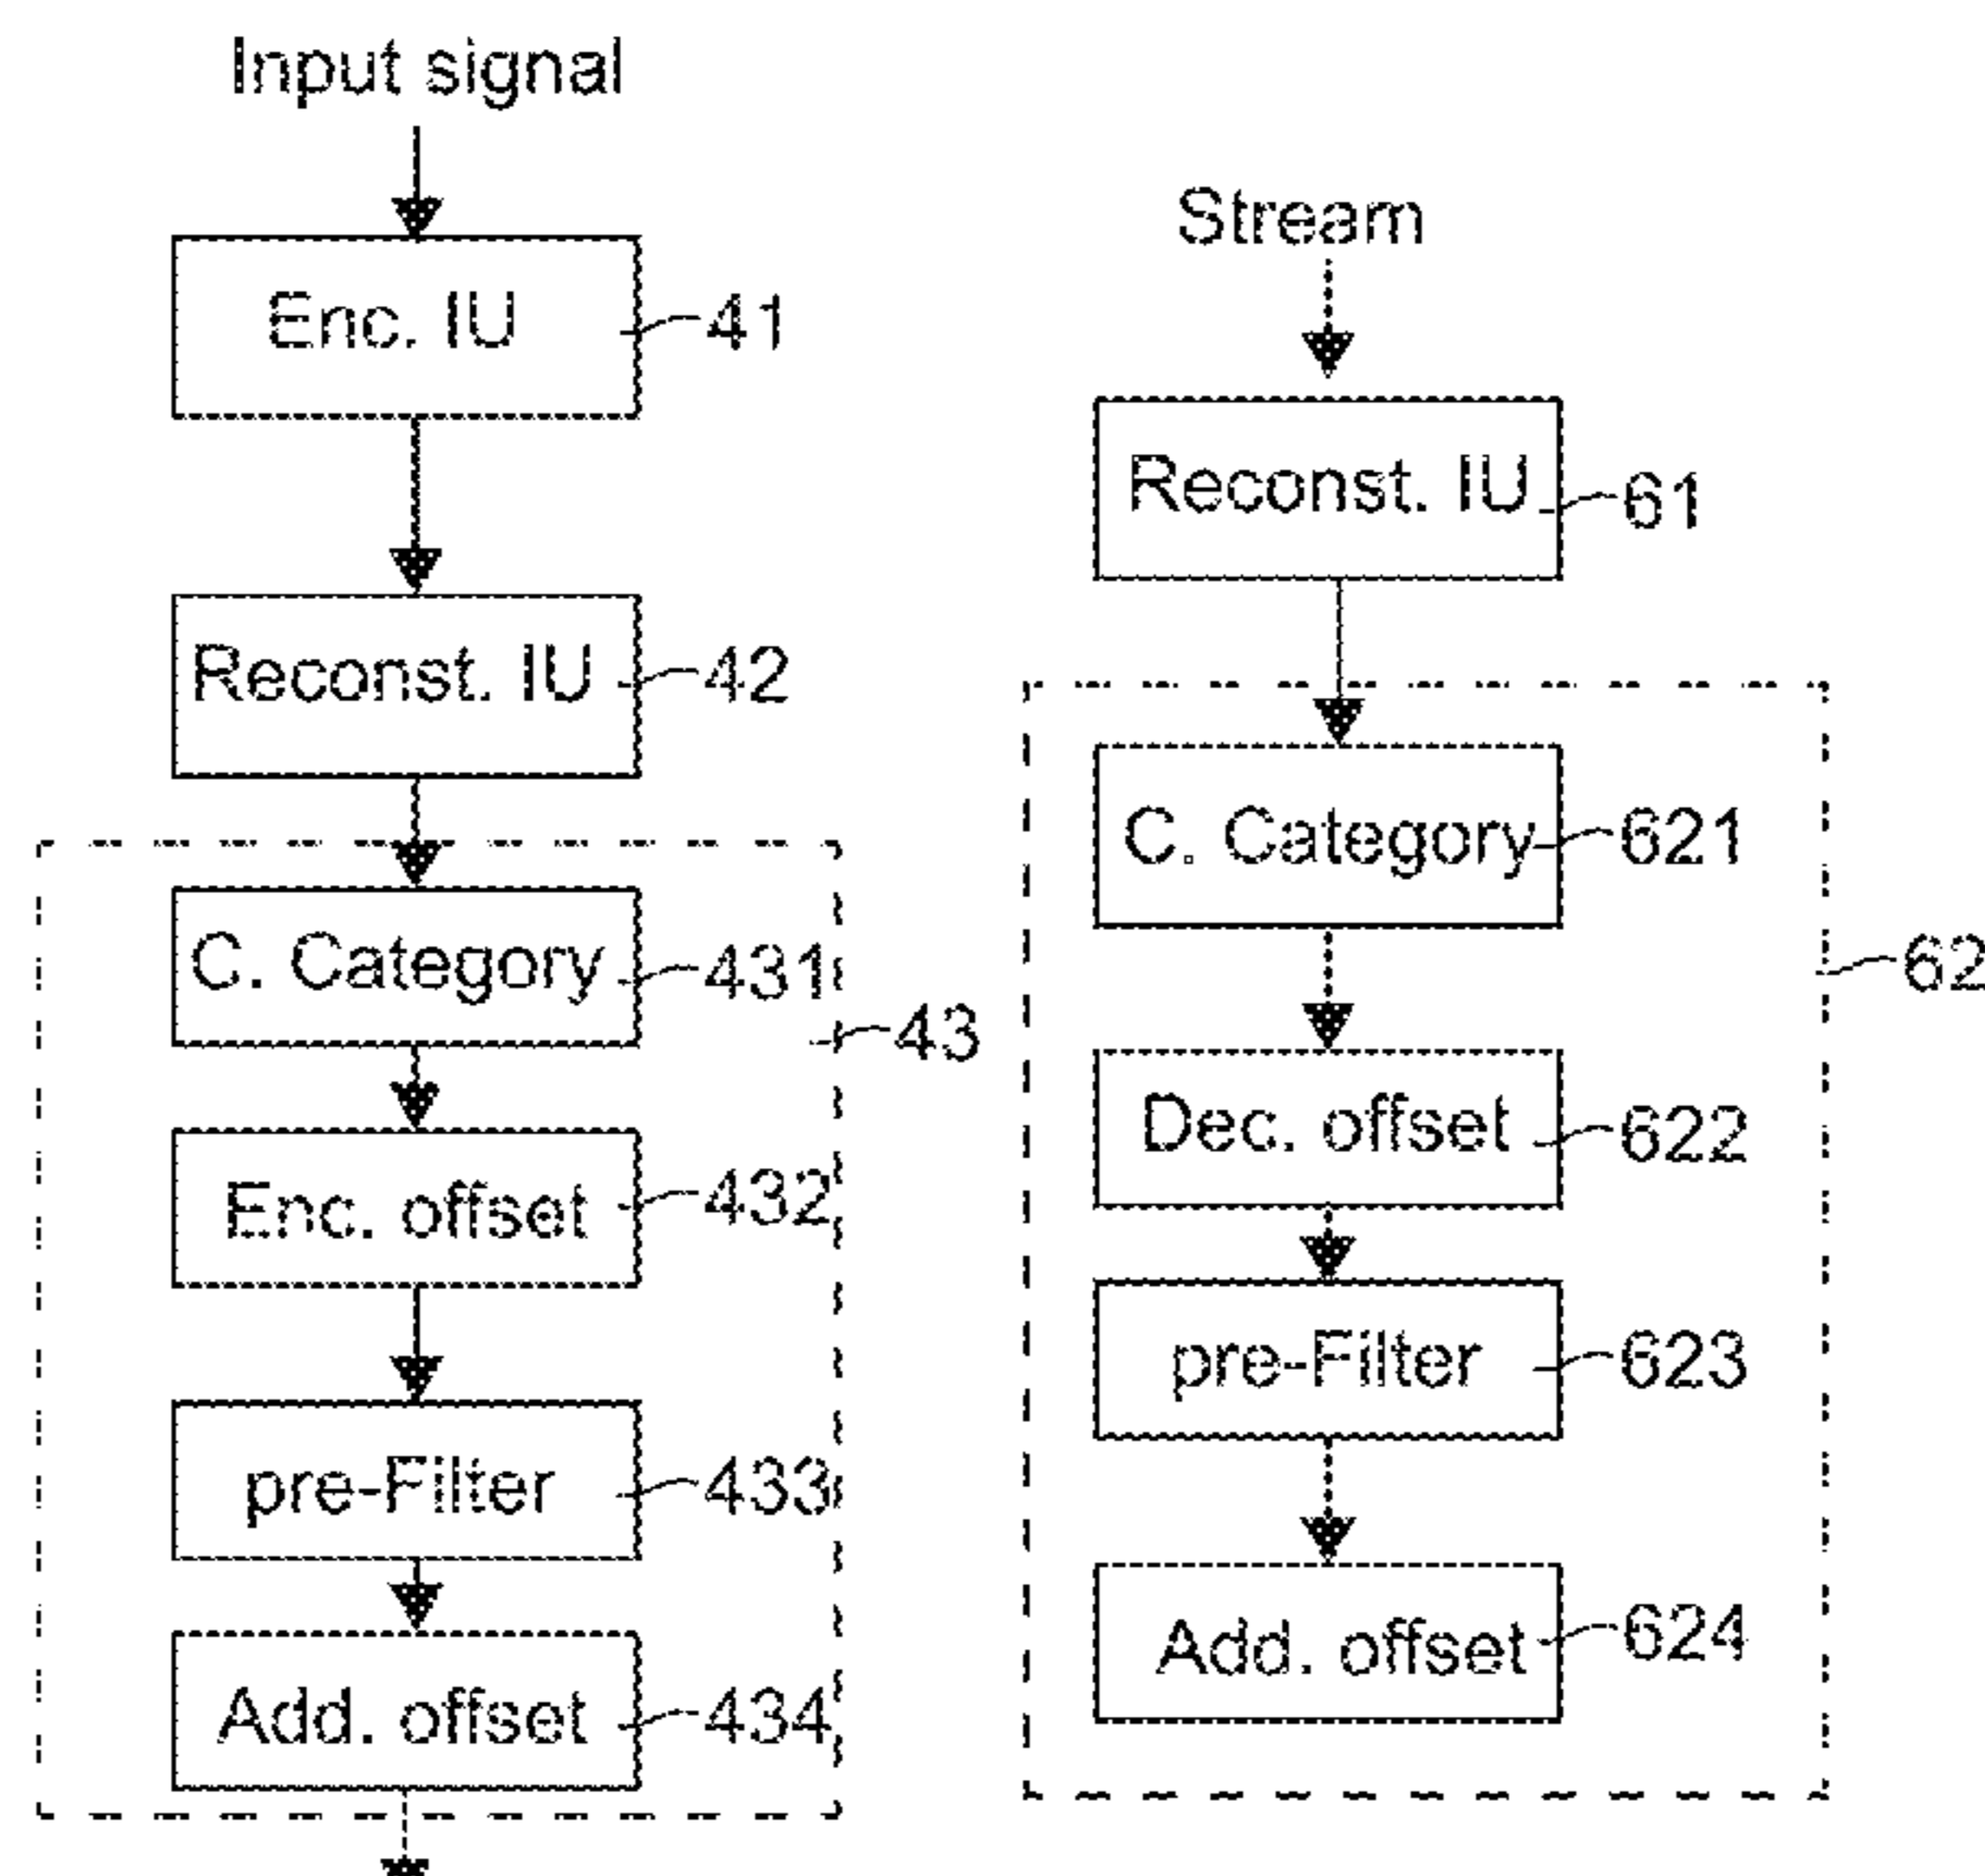 Input signal
Enc. IU
41
Reconst. IU
42
C. Category
431
43
Enc. offset
432
pre-Filter
433
Add. offset
434
Stream
Reconst. IU
61
C. Category
621
62
Dec. offset
622
pre-Filter
623
Add. offset
624